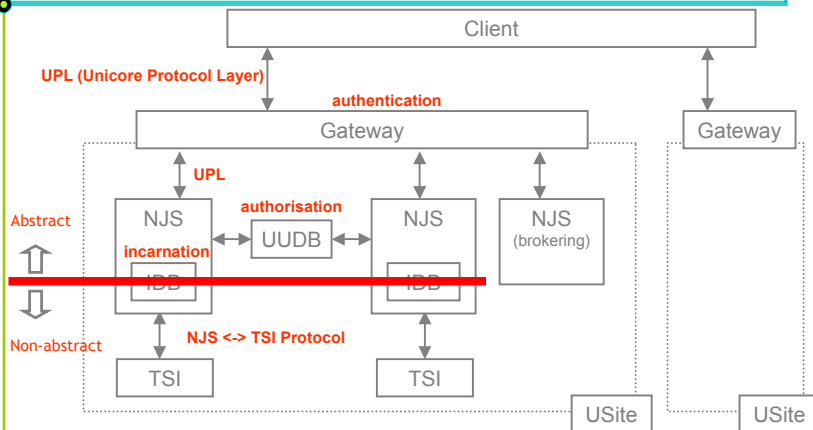 Client
UPL (Unicore Protocol Layer)
authentication
Gateway
Gateway
UPL
NJS
authorisation
NJS
NJS
(brokering)
Abstract
UUDB
incarnation
IDB
IDB
Non-abstract
NJS <-> TSI Protocol
TSI
TSI
USite
USite